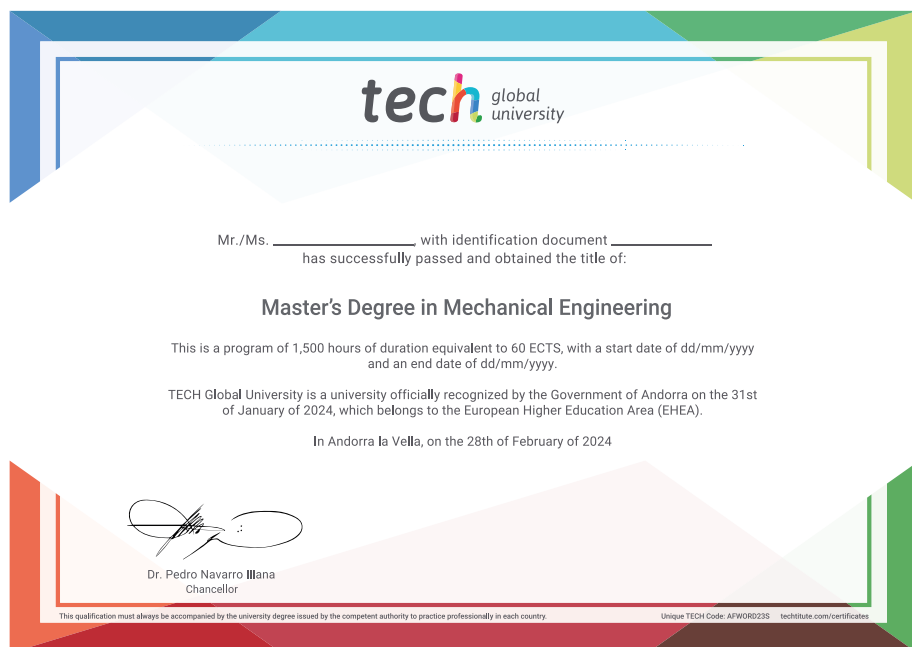 tech global
university
Mr./Ms. ____________________, with identification document ______________
has successfully passed and obtained the title of:
Master’s Degree in Mechanical Engineering
This is a program of 1,500 hours of duration equivalent to 60 ECTS, with a start date of dd/mm/yyyy
and an end date of dd/mm/yyyy.
TECH Global University is a university officially recognized by the Government of Andorra on the 31st
of January of 2024, which belongs to the European Higher Education Area (EHEA).
In Andorra la Vella, on the 28th of February of 2024
Dr. Pedro Navarro Illana
Chancellor
This qualification must always be accompanied by the university degree issued by the competent authority to practice professionally in each country.
Unique TECH Code: AFWORD23S techtitute.com/certificates